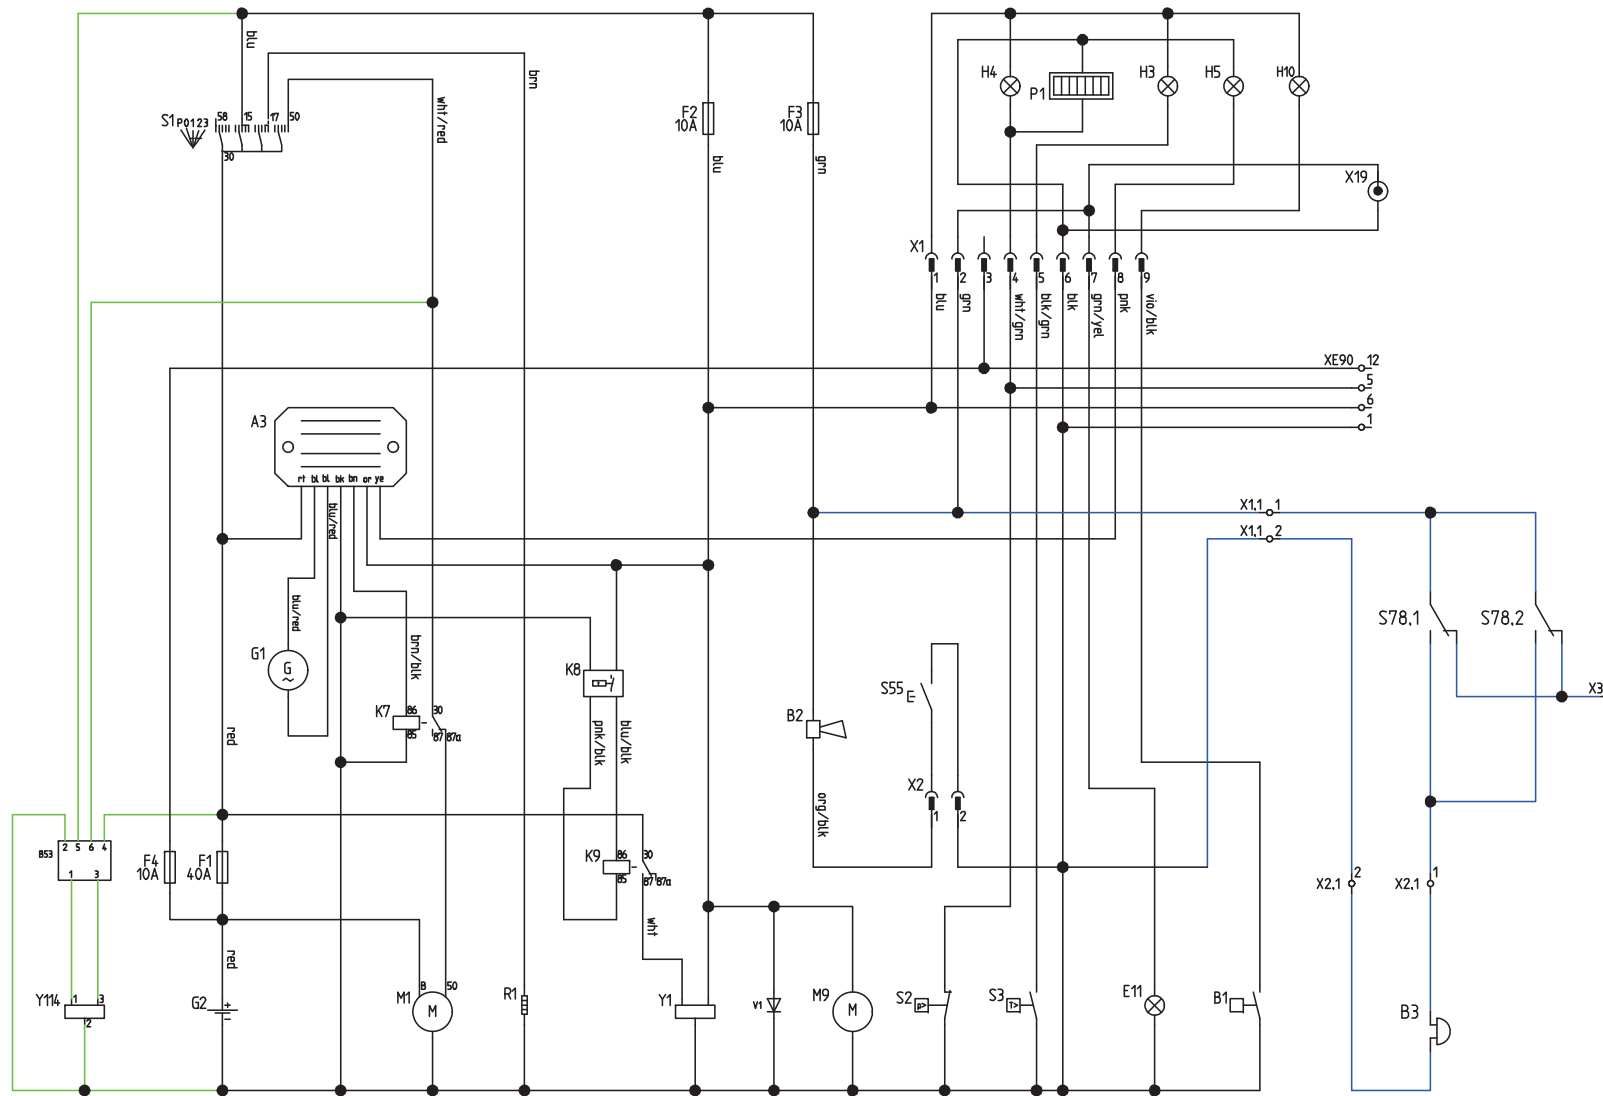 blu
brn
wht/red
S1 P 0 1 2 3
58 15 17 50
30
F2
10A
blu
F3
10A
grn
H4
P1
H3
H5
H10
X19
X1
1 2 3 4 5 6 7 8 9
blu
grn
wht/grn
blk/grn
blk
grn/yel
pnk
vio/blk
XE90 12
5
6
1
A3
rt bl bl bk bn or ye
blu/red
X1.1 1
X1.1 2
blu/red
S78.1
S78.2
brn/blk
G1
G
K8
S55
E
X3
K7
86
30
85
87 87a
B2
red
pnk/blk
blu/blk
X2
1 2
org/blk
B53
2 5 6 4
1 3
F4
10A
F1
40A
K9
86
30
85
87 87a
X2.1 2
X2.1 1
wht
red
Y114
1 3
2
G2
+
−
M1
B 50
M
R1
Y1
V1
M9
M
S2
p>
S3
T>
E11
B1
B3